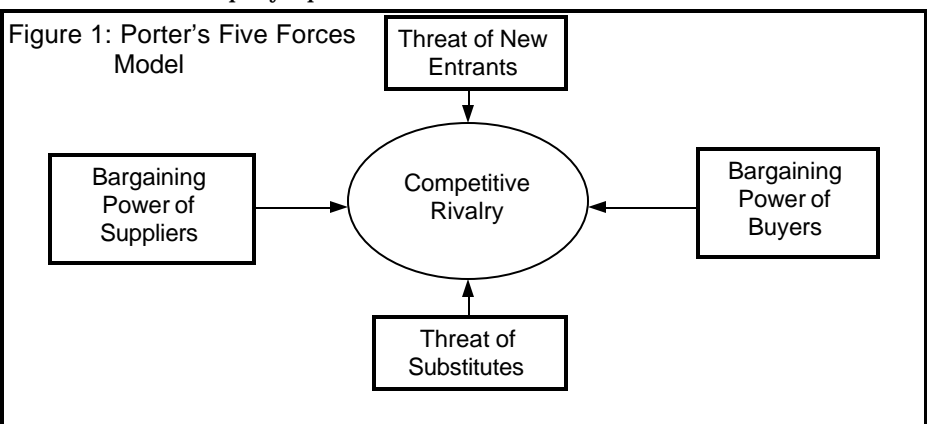 Figure 1: Porter's Five Forces
Model
Threat of New
Entrants
Bargaining
Power of
Suppliers
Competitive
Rivalry
Bargaining
Power of
Buyers
Threat of
Substitutes